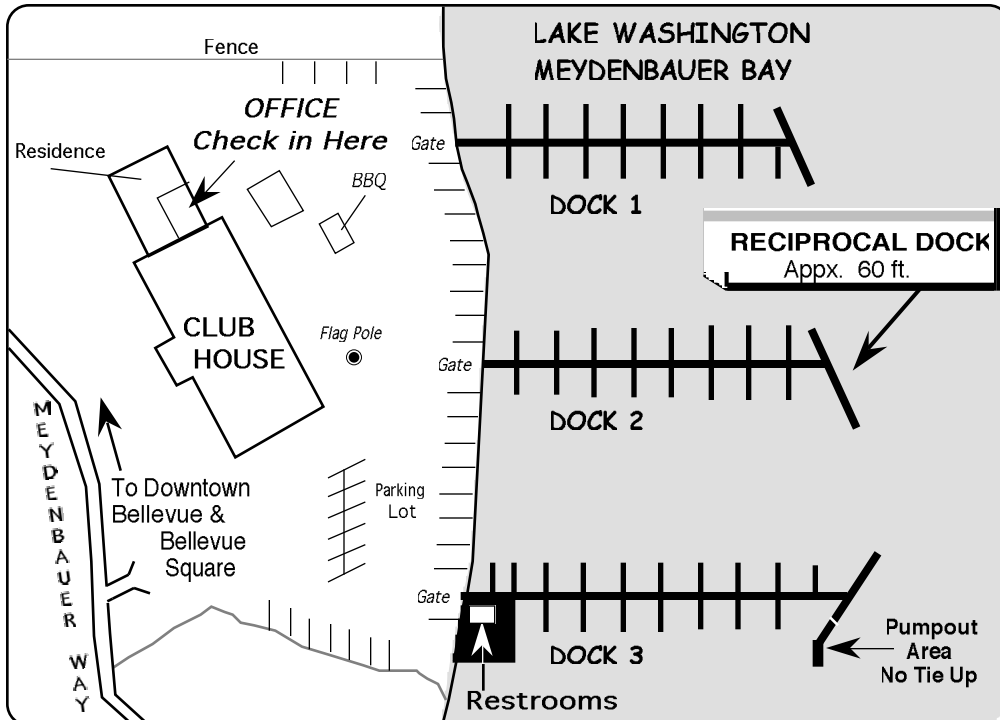 LAKE WASHINGTON
MEYDENBAUER BAY
Fence
OFFICE
Check in Here
Gate
Residence
BBQ
DOCK 1
RECIPROCAL DOCK
Appx. 60 ft.
CLUB
HOUSE
Flag Pole
Gate
DOCK 2
MEYDENBAUER WAY
To Downtown
Bellevue &
Bellevue
Square
Parking
Lot
Gate
DOCK 3
Pumpout
Area
No Tie Up
Restrooms